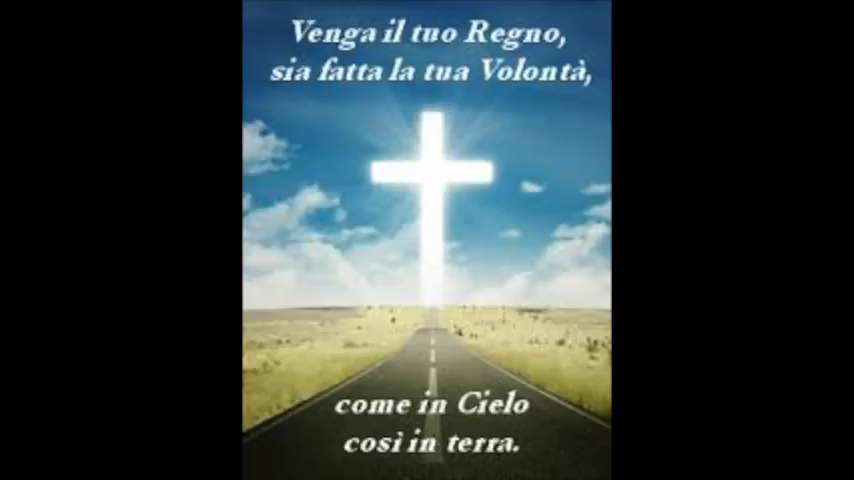 Venga il tuo Regno,
sia fatta la tua Volontà,
come in Cielo
così in terra.